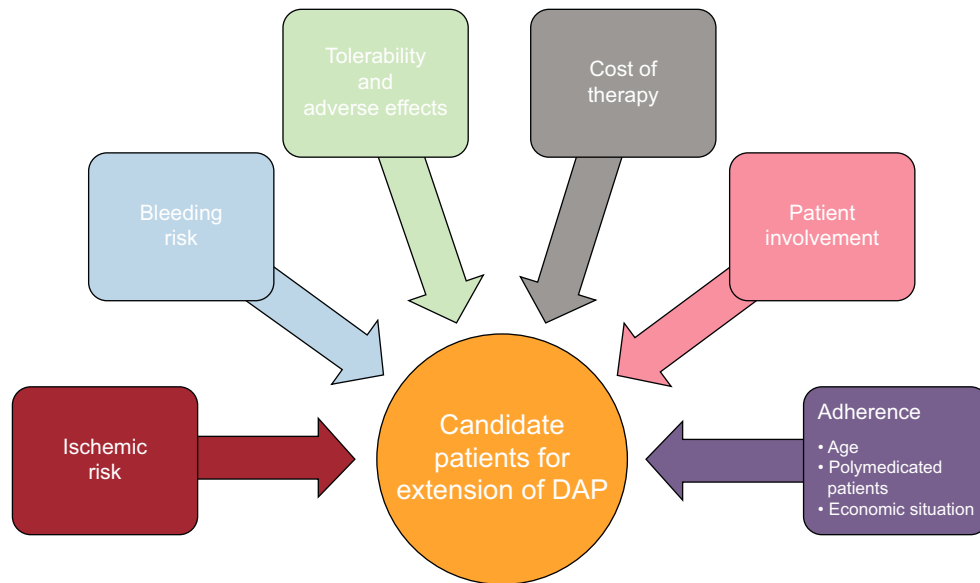 Tolerability
and
adverse effects
Cost of
therapy
Bleeding
risk
Patient
involvement
Ischemic
risk
Candidate
patients for
extension of DAP
Adherence
• Age
• Polymedicated
patients
• Economic situation